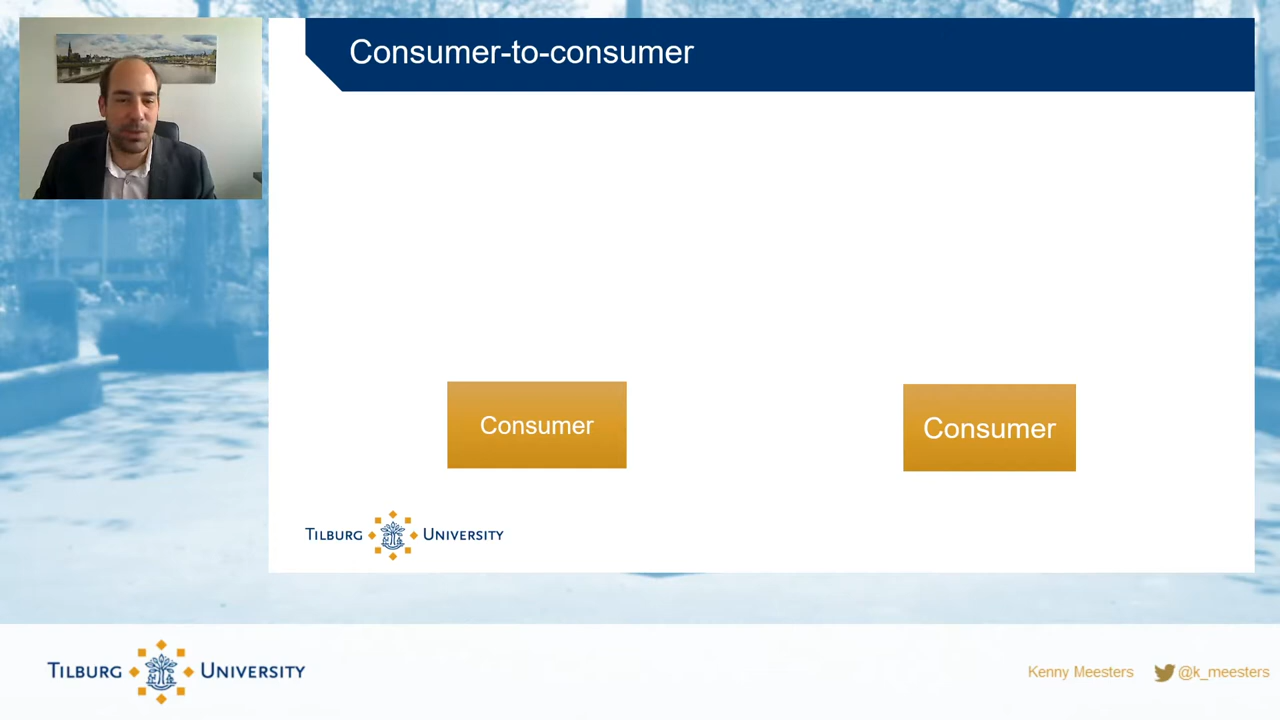 Consumer-to-consumer
Consumer
Consumer
TILBURG UNIVERSITY
TILBURG UNIVERSITY
Kenny Meesters @k_meesters